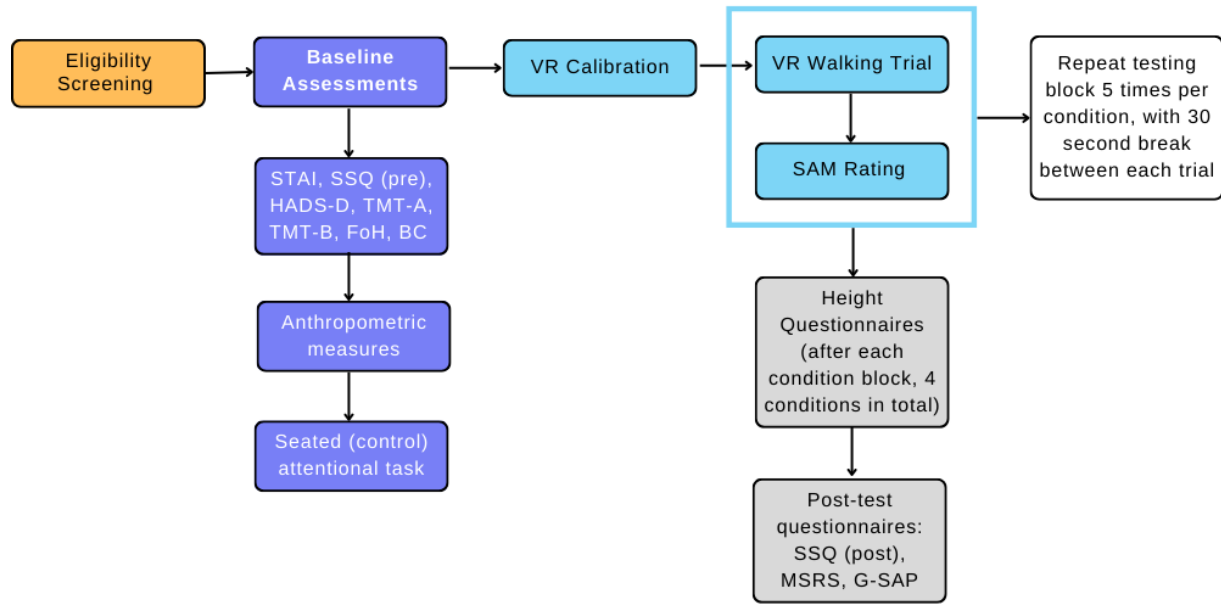 Eligibility
Screening
Baseline
Assessments
STAI, SSQ (pre),
HADS-D, TMT-A,
TMT-B, FoH, BC
Anthropometric
measures
Seated (control)
attentional task
VR Calibration
VR Walking Trial
SAM Rating
Repeat testing
block 5 times per
condition, with 30
second break
between each trial
Height
Questionnaires
(after each
condition block, 4
conditions in total)
Post-test
questionnaires:
SSQ (post),
MSRS, G-SAP